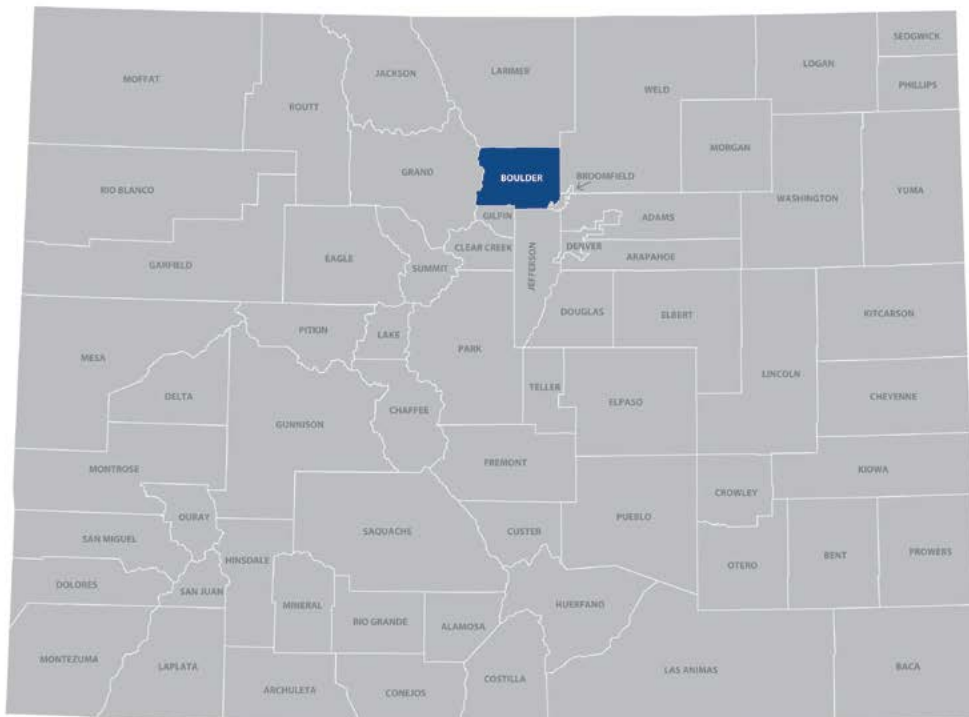 SEDGWICK
LOGAN
JACKSON
LARIMER
MOFFAT
PHILLIPS
WELD
ROUTT
MORGAN
GRAND
BOULDER
BROOMFIELD
RIO BLANCO
YUMA
WASHINGTON
GILPIN
ADAMS
CLEAR CREEK
DENVER
EAGLE
ARAPAHOE
JEFFERSON
GARFIELD
SUMMIT
DOUGLAS
ELBERT
KITCARSON
PITKIN
LAKE
PARK
MESA
LINCOLN
TELLER
DELTA
CHEYENNE
ELPASO
CHAFFEE
GUNNISON
FREMONT
MONTROSE
KIOWA
CROWLEY
OURAY
PUEBLO
SAQUACHE
CUSTER
SAN MIGUEL
BENT
PROWERS
HINSDALE
OTERO
DOLORES
SAN JUAN
MINERAL
HUERFANO
RIO GRANDE
ALAMOSA
MONTEZUMA
LAPLATA
LAS ANIMAS
BACA
COSTILLA
ARCHULETA
CONEJOS